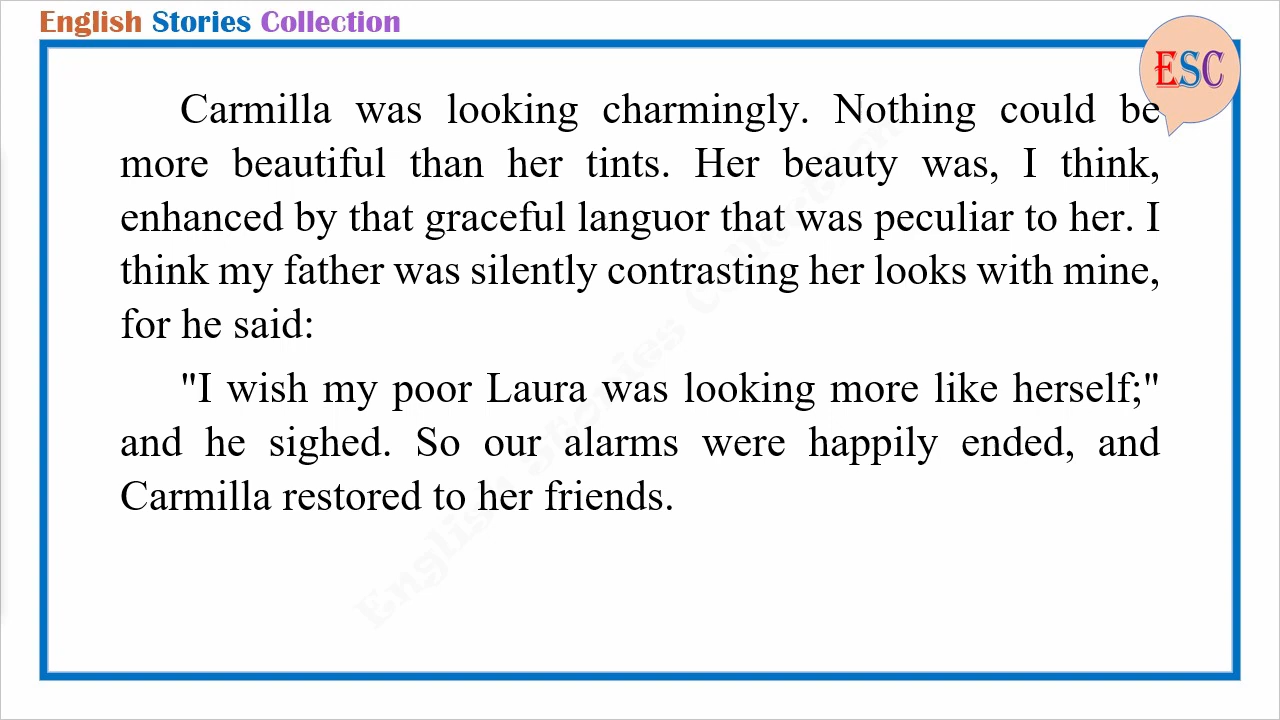 English Stories Collection
ESC
Carmilla was looking charmingly. Nothing could be
more beautiful than her tints. Her beauty was, I think,
enhanced by that graceful languor that was peculiar to her. I
think my father was silently contrasting her looks with mine,
for he said:
"I wish my poor Laura was looking more like herself;"
and he sighed. So our alarms were happily ended, and
Carmilla restored to her friends.
English Stories Collection